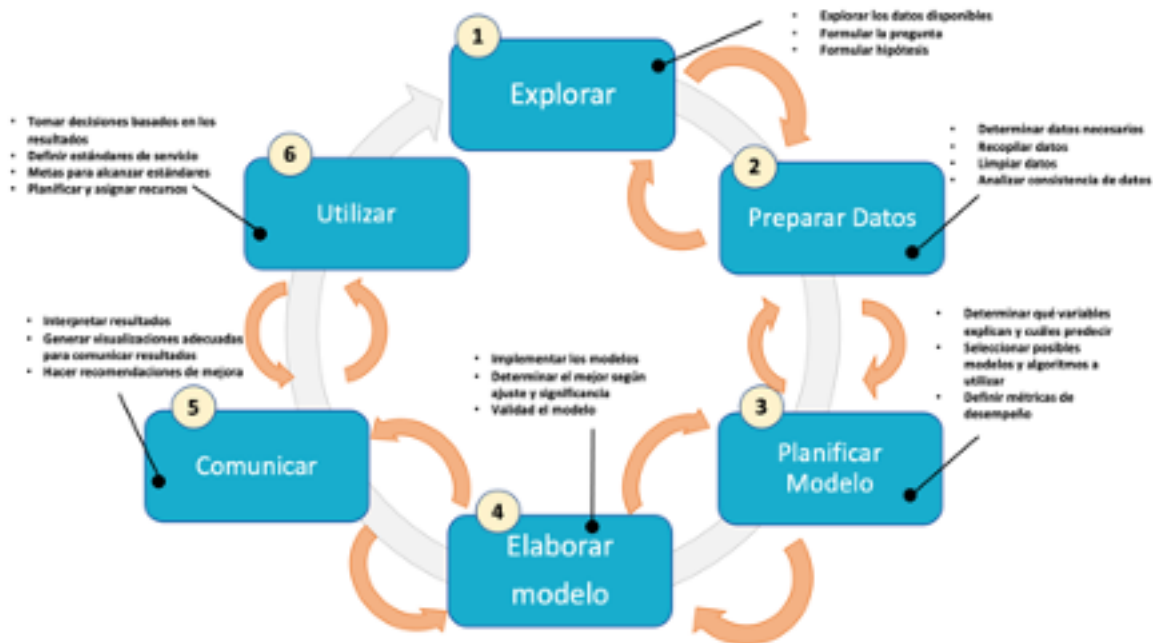 1
Explorar
• Explorar los datos disponibles
• Formular la pregunta
• Formular hipótesis
2
Preparar Datos
• Determinar datos necesarios
• Recopilar datos
• Limpiar datos
• Analizar consistencia de datos
3
Planificar
Modelo
• Determinar qué variables
explican y cuáles predecir
• Seleccionar posibles
modelos y algoritmos a
utilizar
• Definir métricas de
desempeño
4
Elaborar
modelo
• Implementar los modelos
• Determinar el mejor según
ajuste y significancia
• Validad el modelo
5
Comunicar
• Interpretar resultados
• Generar visualizaciones adecuadas
para comunicar resultados
• Hacer recomendaciones de mejora
6
Utilizar
• Tomar decisiones basados en los
resultados
• Definir estándares de servicio
• Metas para alcanzar estándares
• Planificar y asignar recursos